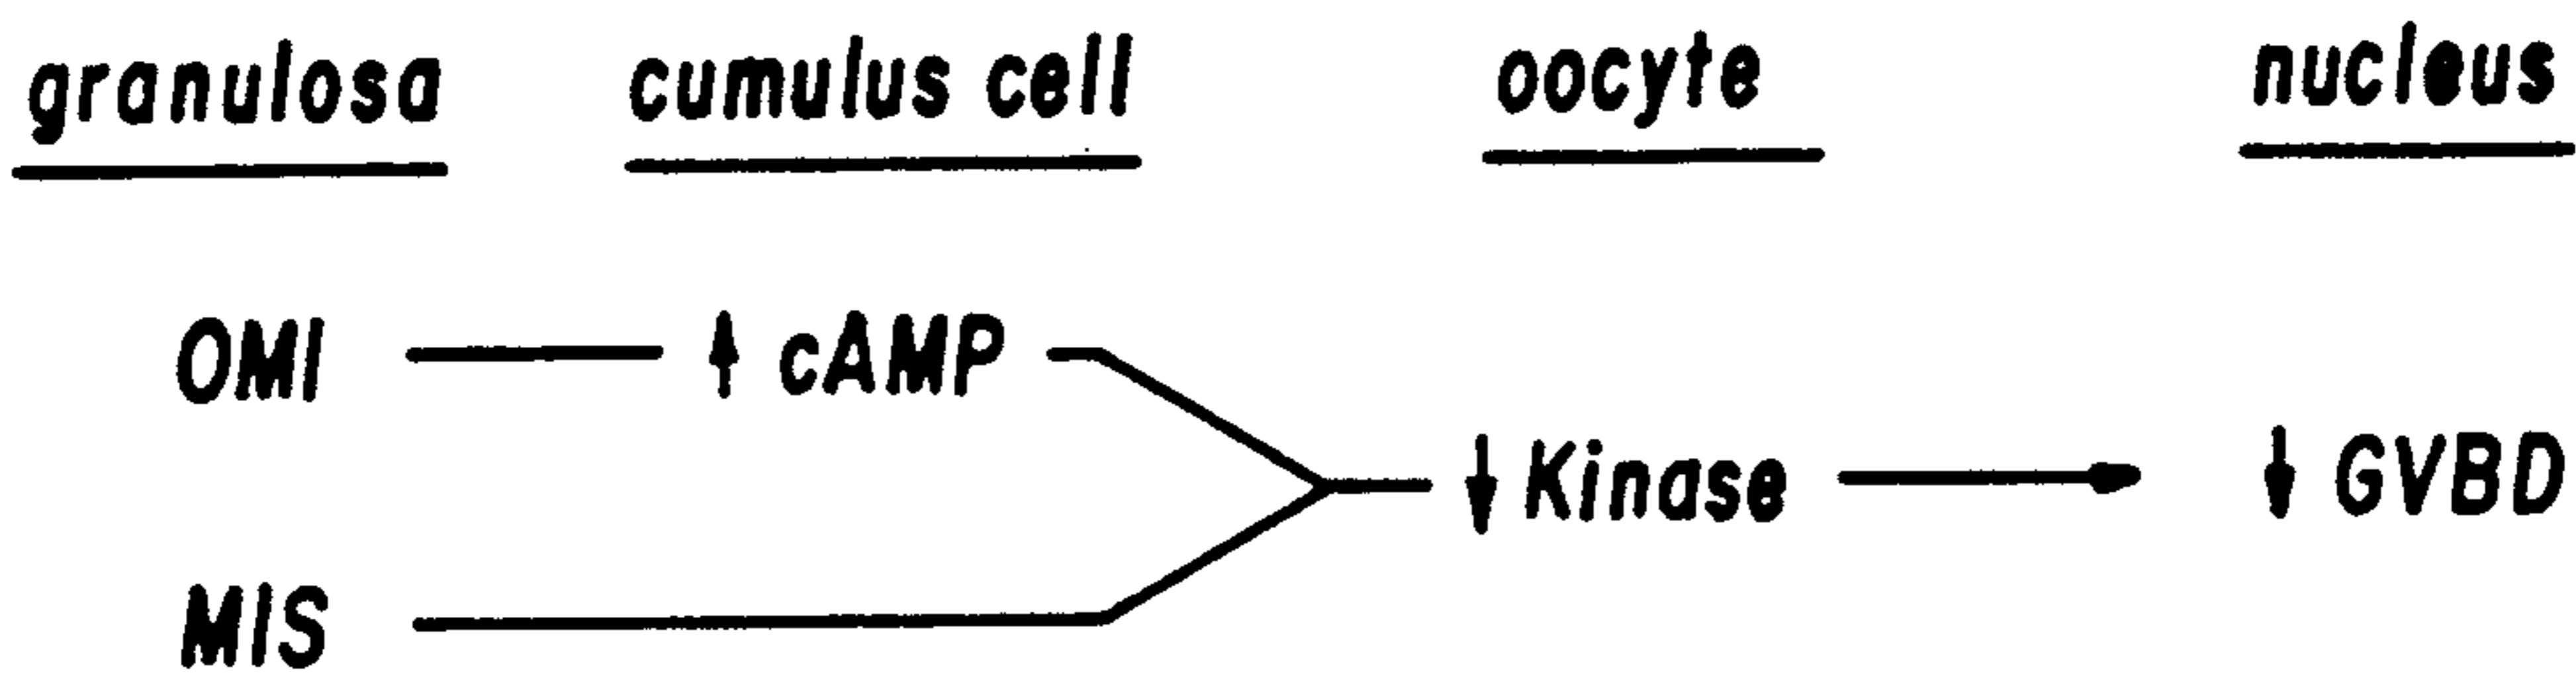 granulosa cumulus cell oocyte nucleus
OMI ↑ cAMP
↓ Kinase → ↓ GVBD
MIS